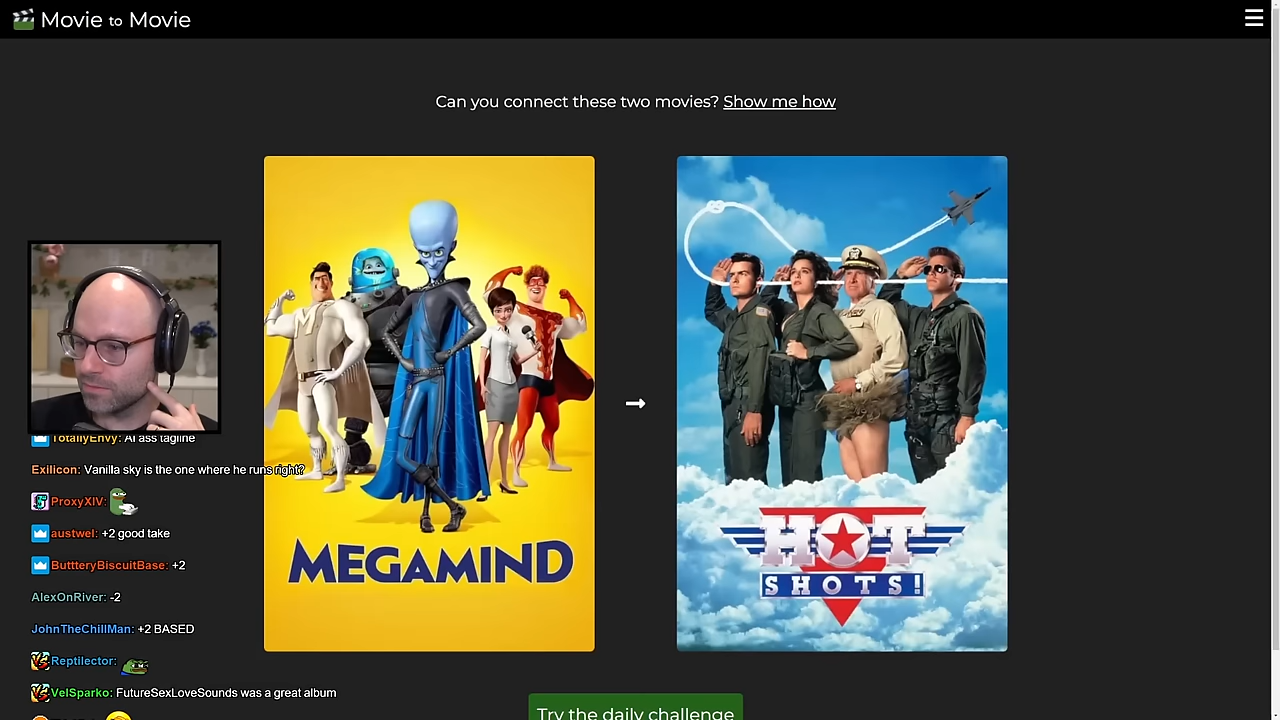 Movie to Movie
Can you connect these two movies? Show me how
MEGAMIND
HOT
SHOTS!
TotallyEnvy: AI ass tagline
Exilicon: Vanilla sky is the one where he runs right?
ProxyXIV:
austwel: +2 good take
ButtteryBiscuitBase: +2
AlexOnRiver: -2
JohnTheChillMan: +2 BASED
Reptilector:
VelSparko: FutureSexLoveSounds was a great album
Try the daily challenge